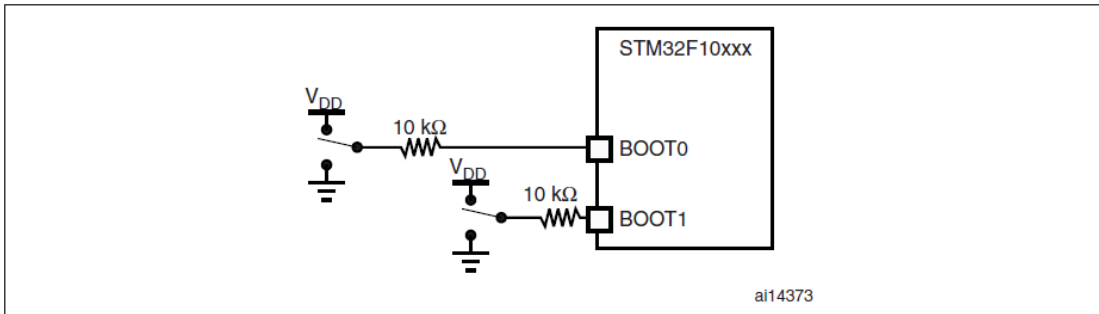 STM32F10xxx
VDD
10 kΩ
BOOT0
VDD
10 kΩ
BOOT1
ai14373